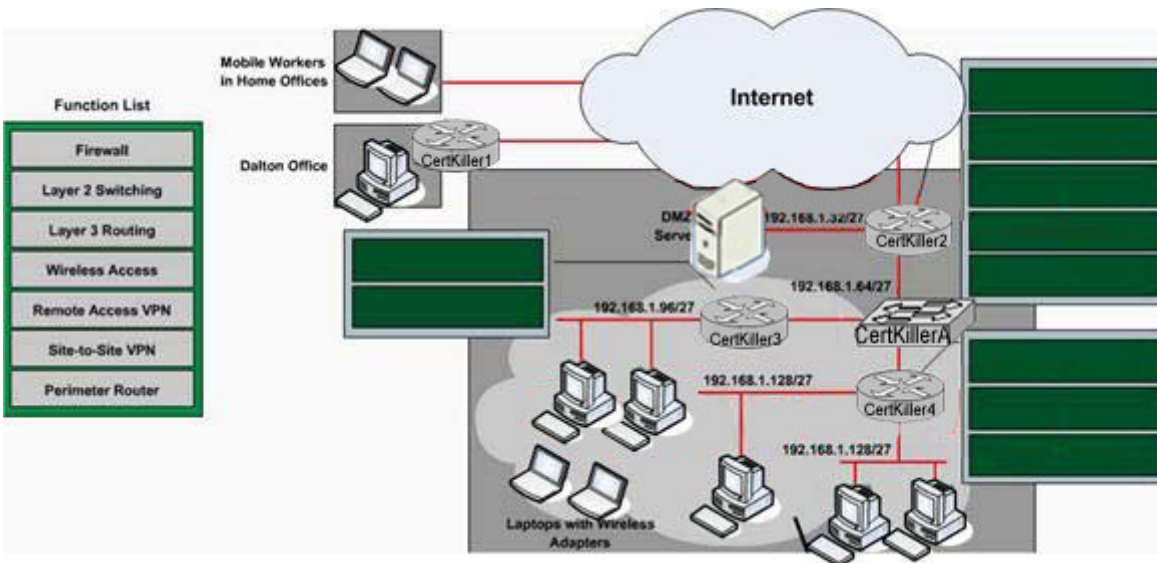 Function List
Firewall
Layer 2 Switching
Layer 3 Routing
Wireless Access
Remote Access VPN
Site-to-Site VPN
Perimeter Router
Mobile Workers
in Home Offices
Dalton Office
CertKiller1
Internet
DMZ
Serve
192.168.1.32/27
CertKiller2
192.168.1.64/27
192.168.1.96/27
CertKiller3
CertKillerA
192.168.1.128/27
CertKiller4
192.168.1.128/27
Laptops with Wireless
Adapters